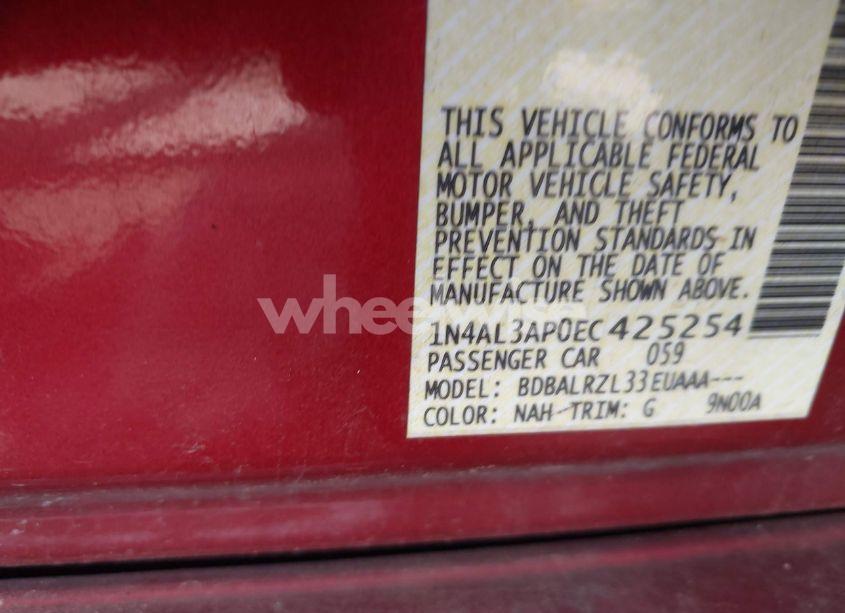 THIS VEHICLE CONFORMS TO
ALL APPLICABLE FEDERAL
MOTOR VEHICLE SAFETY,
BUMPER, AND THEFT
PREVENTION STANDARDS IN
EFFECT ON THE DATE OF
MANUFACTURE SHOWN ABOVE.
wheelwise
1N4AL3AP0EC425254
PASSENGER CAR 059
MODEL: BDBALRZL33EUAAA---
COLOR: NAH-TRIM: G 9N00A